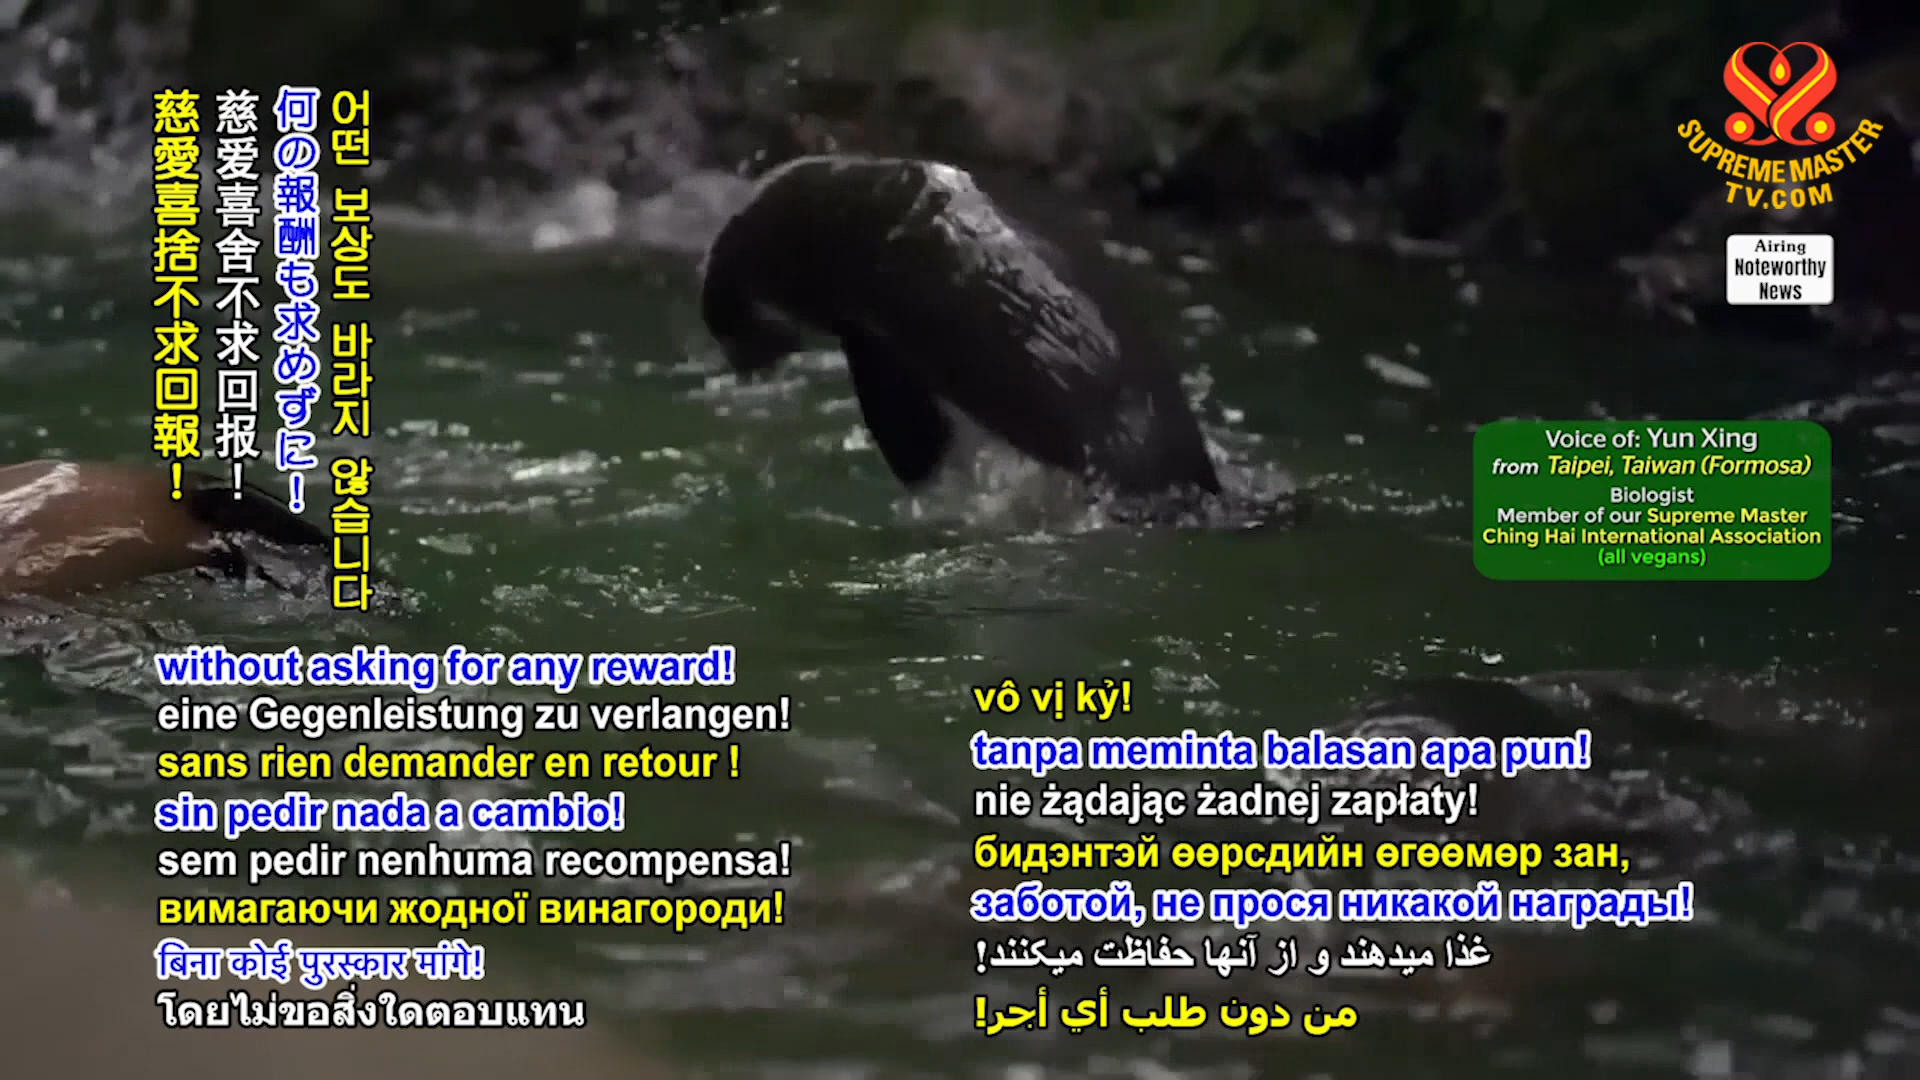 慈愛喜捨不求回報！
慈爱喜舍不求回报！
何の報酬も求めずに！
어떤 보상도 바라지 않습니다
SUPREME MASTER
TV.COM
Airing
Noteworthy
News
Voice of: Yun Xing
from Taipei, Taiwan (Formosa)
Biologist
Member of our Supreme Master
Ching Hai International Association
(all vegans)
without asking for any reward!
eine Gegenleistung zu verlangen!
sans rien demander en retour !
sin pedir nada a cambio!
sem pedir nenhuma recompensa!
вимагаючи жодної винагороди!
बिना कोई पुरस्कार मांगे!
โดยไม่ขอสิ่งใดตอบแทน
vô vị kỷ!
tanpa meminta balasan apa pun!
nie żądając żadnej zapłaty!
бидэнтэй өөрсдийн өгөөмөр зан,
заботой, не прося никакой награды!
غذا میدهند و از آنها حفاظت میکنند!
من دون طلب أي أجر!